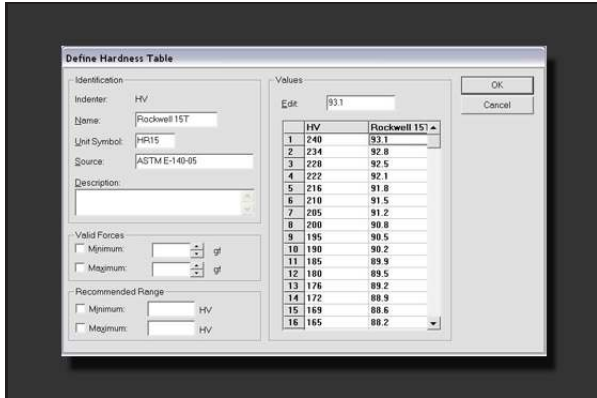 Define Hardness Table
Identification
Indenter: HV
Name: Rockwell 15T
Unit Symbol: HR15
Source: ASTM E-140-05
Description:
Valid Forces
Minimum: gf
Maximum: gf
Recommended Range
Minimum: HV
Maximum: HV
Values
Edit: 93.1
HV Rockwell 15T
1 240 93.1
2 234 92.8
3 228 92.5
4 222 92.1
5 216 91.8
6 210 91.5
7 205 91.2
8 200 90.8
9 195 90.5
10 190 90.2
11 185 89.9
12 180 89.5
13 176 89.2
14 172 88.9
15 169 88.6
16 165 88.2
OK
Cancel